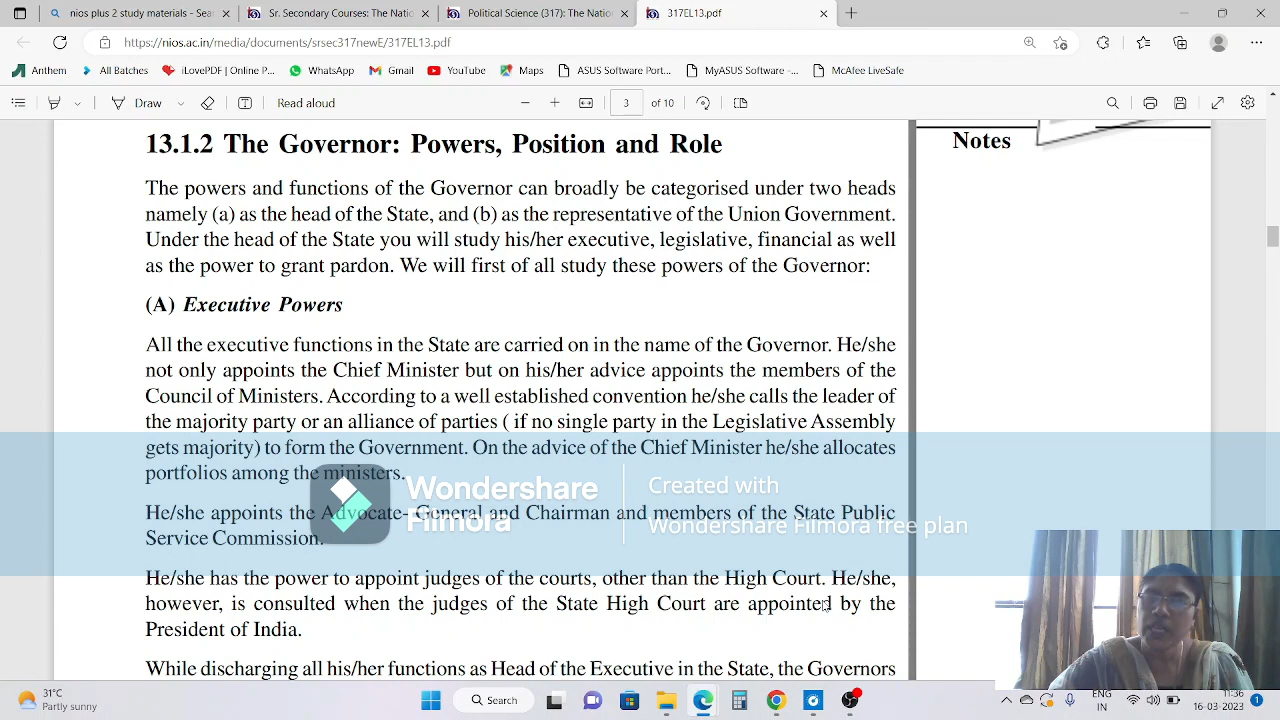 nios plus 2 study materials - Sea
Sr. Secondary Courses: The Natio
Political Science (317): The Natio
317EL13.pdf
https://nios.ac.in/media/documents/srsec317newE/317EL13.pdf
Anthem
All Batches
iLovePDF | Online P...
WhatsApp
Gmail
YouTube
Maps
ASUS Software Port...
MyASUS Software -...
McAfee LiveSafe
Draw
Read aloud
3 of 10
13.1.2 The Governor: Powers, Position and Role
Notes
The powers and functions of the Governor can broadly be categorised under two heads
namely (a) as the head of the State, and (b) as the representative of the Union Government.
Under the head of the State you will study his/her executive, legislative, financial as well
as the power to grant pardon. We will first of all study these powers of the Governor:
(A) Executive Powers
All the executive functions in the State are carried on in the name of the Governor. He/she
not only appoints the Chief Minister but on his/her advice appoints the members of the
Council of Ministers. According to a well established convention he/she calls the leader of
the majority party or an alliance of parties ( if no single party in the Legislative Assembly
gets majority) to form the Government. On the advice of the Chief Minister he/she allocates
portfolios among the ministers.
Wondershare
Filmora
Created with
Wondershare Filmora free plan
He/she appoints the Advocate- General and Chairman and members of the State Public
Service Commission.
He/she has the power to appoint judges of the courts, other than the High Court. He/she,
however, is consulted when the judges of the State High Court are appointed by the
President of India.
While discharging all his/her functions as Head of the Executive in the State, the Governors
31°C
Partly sunny
Search
ENG
IN
11:36
16-03-2023
1